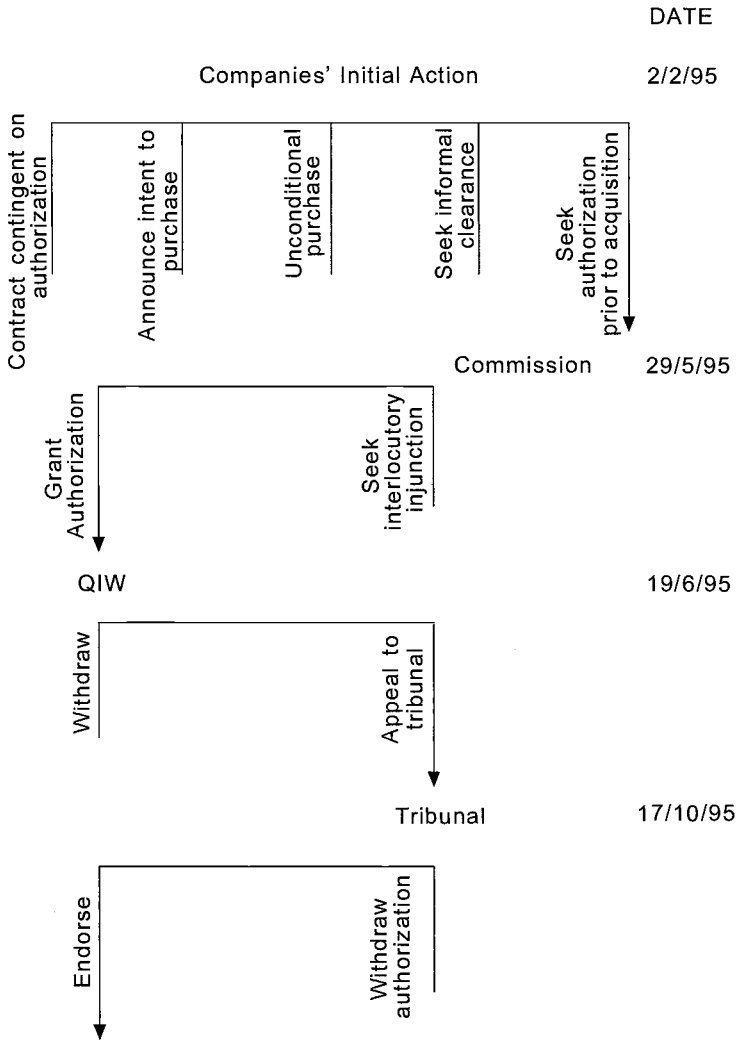 DATE
Companies' Initial Action 2/2/95
Contract contingent on
authorization
Announce intent to
purchase
Unconditional
purchase
Seek informal
clearance
Seek
authorization
prior to acquisition
Commission 29/5/95
Grant
Authorization
Seek
interlocutory
injunction
QIW 19/6/95
Withdraw
Appeal to
tribunal
Tribunal 17/10/95
Endorse
Withdraw
authorization